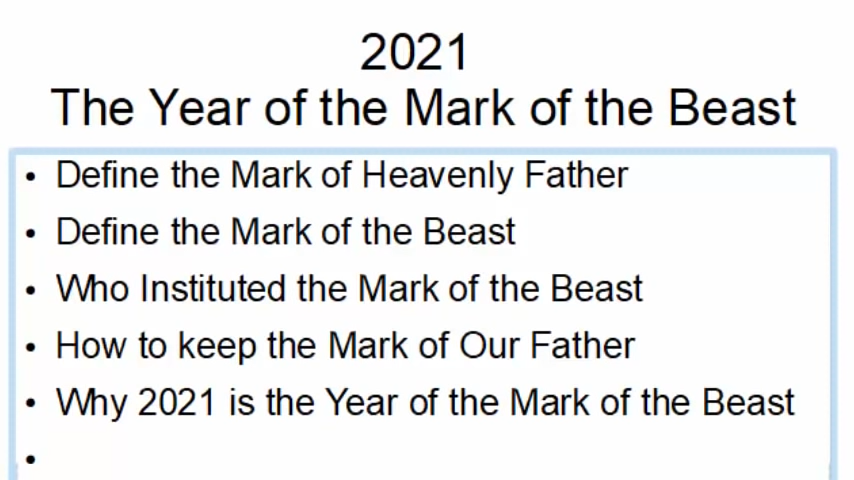 2021
The Year of the Mark of the Beast
• Define the Mark of Heavenly Father
• Define the Mark of the Beast
• Who Instituted the Mark of the Beast
• How to keep the Mark of Our Father
• Why 2021 is the Year of the Mark of the Beast
•